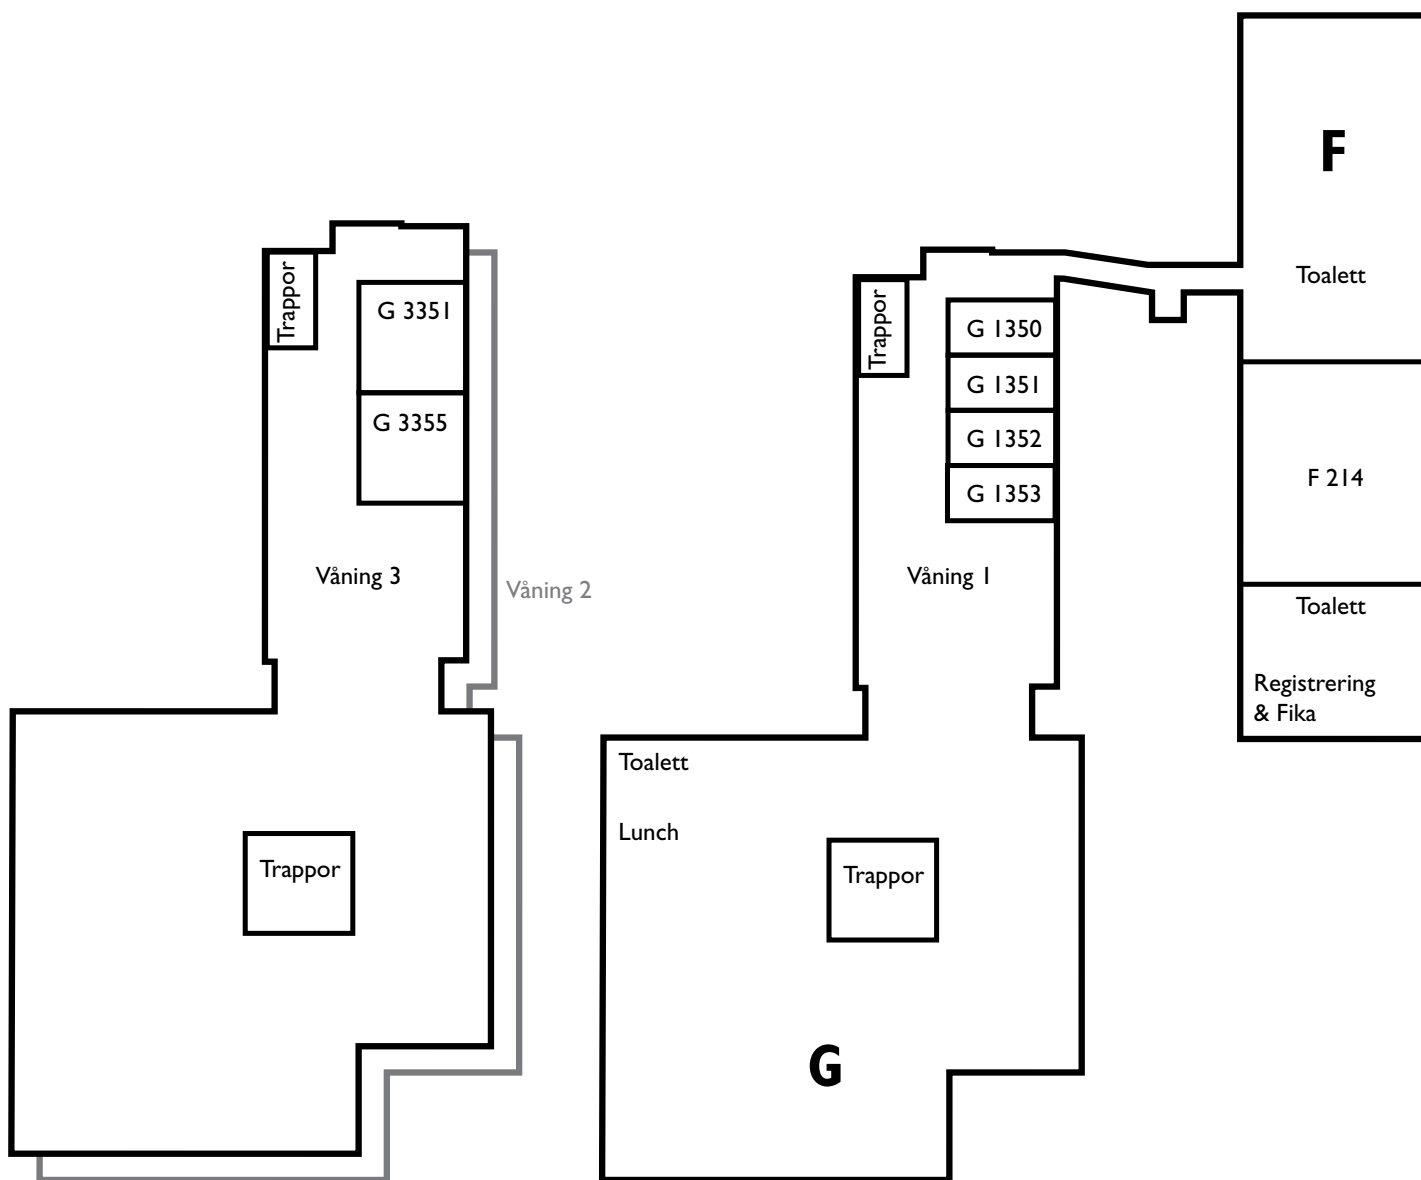 Trappor
G 3351
G 3355
Våning 3
Våning 2
Trappor
Trappor
G 1350
G 1351
G 1352
G 1353
Våning 1
Toalett
Lunch
Trappor
G
F
Toalett
F 214
Toalett
Registrering
& Fika